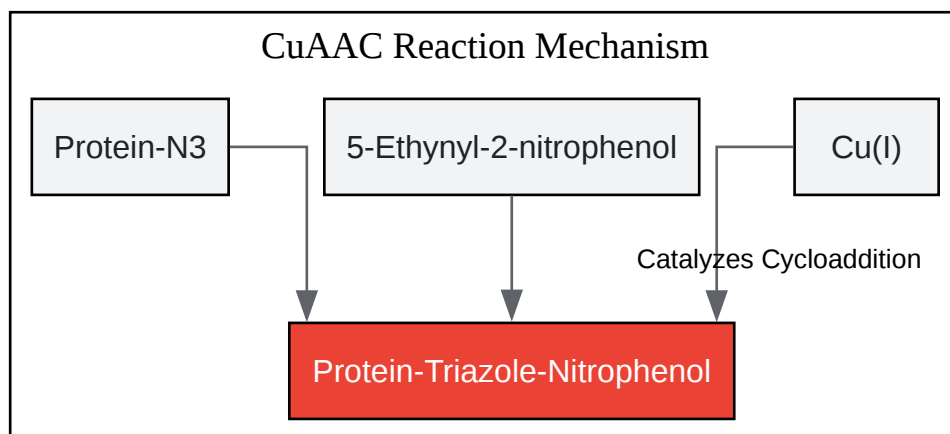 CuAAC Reaction Mechanism
Protein-N3
5-Ethynyl-2-nitrophenol
Cu(I)
Catalyzes Cycloaddition
Protein-Triazole-Nitrophenol